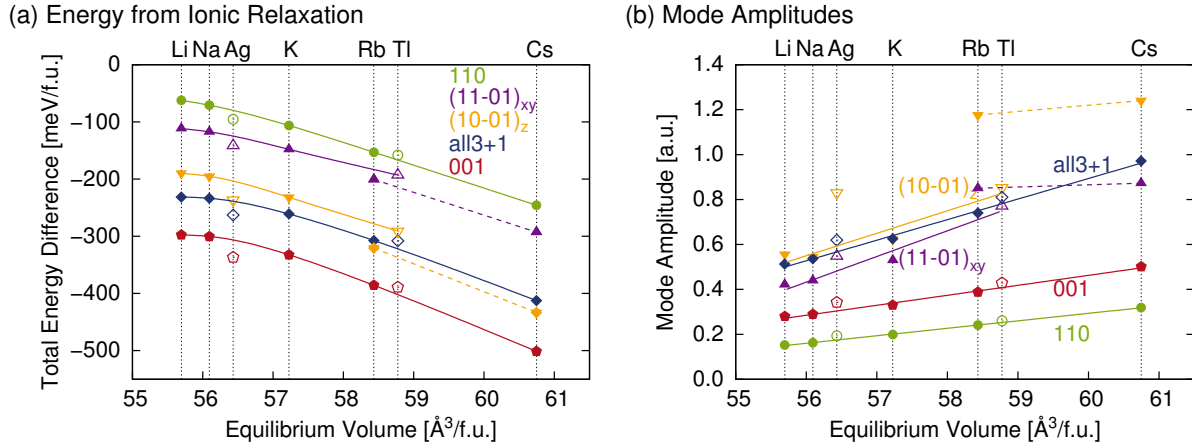 (a) Energy from Ionic Relaxation
Li Na Ag K Rb Tl Cs
0
−100
−200
−300
−400
−500
Total Energy Difference [meV/f.u.]
110
(11-01)xy
(10-01)z
all3+1
001
55 56 57 58 59 60 61
Equilibrium Volume [Å³/f.u.]
(b) Mode Amplitudes
Li Na Ag K Rb Tl Cs
1.4
1.2
1.0
0.8
0.6
0.4
0.2
0.0
Mode Amplitude [a.u.]
all3+1
(10-01)z
(11-01)xy
001
110
55 56 57 58 59 60 61
Equilibrium Volume [Å³/f.u.]